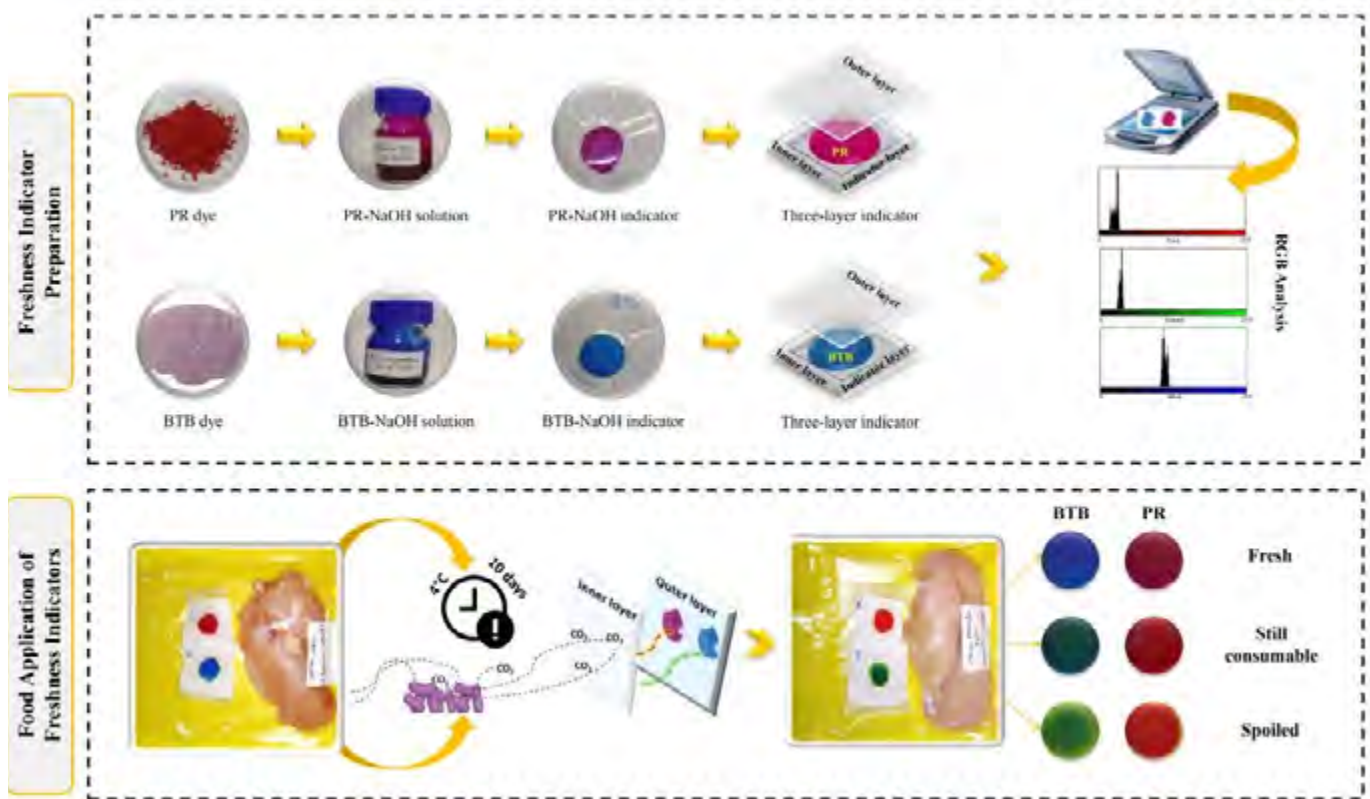 Freshness Indicator
Preparation
PR dye
PR-NaOH solution
PR-NaOH indicator
Outer layer
PR
Inner layer
Indicator layer
Three-layer indicator
BTB dye
BTB-NaOH solution
BTB-NaOH indicator
Outer layer
BTB
Inner layer
Indicator layer
Three-layer indicator
RGB Analysis
Food Application of
Freshness Indicators
4°C
10 days
CO₂
CO₂
CO₂
CO₂
CO₂
Inner layer
Outer layer
BTB
PR
Fresh
Still
consumable
Spoiled